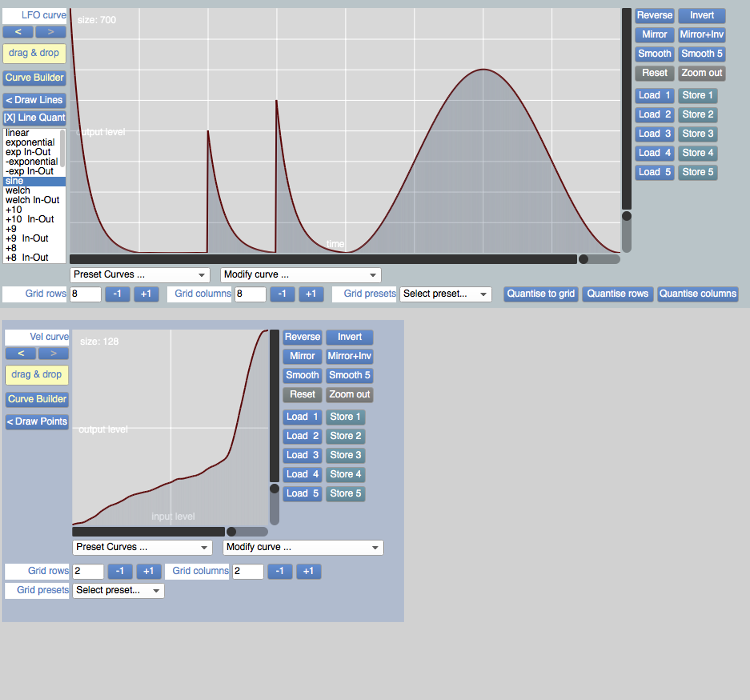 LFO curve
size: 700
Reverse Invert
< >
Mirror Mirror+Inv
drag & drop
Smooth Smooth 5
Reset Zoom out
Curve Builder
< Draw Lines
Load 1 Store 1
[X] Line Quant
Load 2 Store 2
output level
linear
Load 3 Store 3
exponential
exp In-Out
Load 4 Store 4
-exponential
-exp In-Out
Load 5 Store 5
sine
welch
welch In-Out
+10
+10 In-Out
+9
+9 In-Out
+8
time
+8 In-Out
Preset Curves ... Modify curve ...
Grid rows 8 -1 +1 Grid columns 8 -1 +1 Grid presets Select preset... Quantise to grid Quantise rows Quantise columns
Vel curve
size: 128
Reverse Invert
< >
Mirror Mirror+Inv
drag & drop
Smooth Smooth 5
Reset Zoom out
Curve Builder
Load 1 Store 1
< Draw Points
output level
Load 2 Store 2
Load 3 Store 3
Load 4 Store 4
Load 5 Store 5
input level
Preset Curves ... Modify curve ...
Grid rows 2 -1 +1 Grid columns 2 -1 +1
Grid presets Select preset...